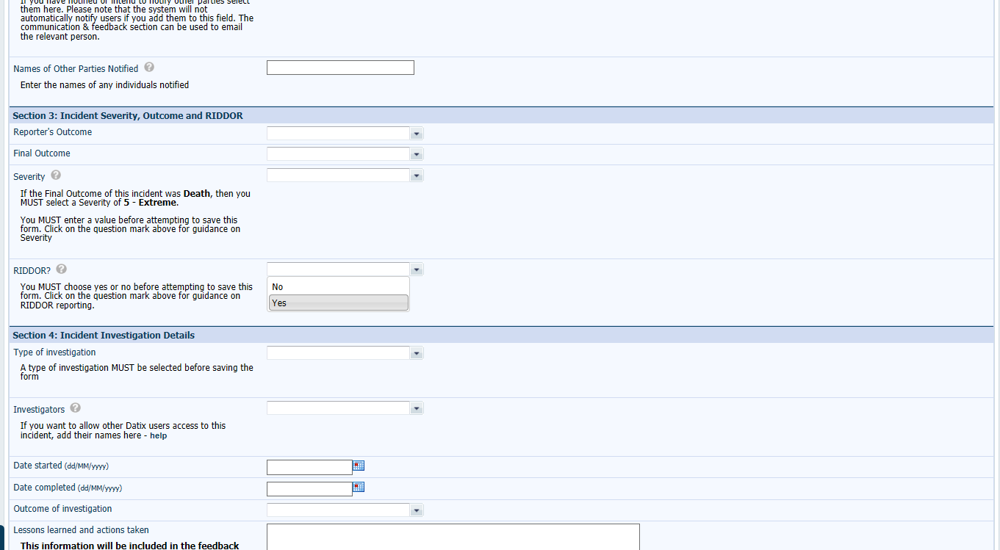 If you have notified or intend to notify other parties select
them here. Please note that the system will not
automatically notify users if you add them to this field. The
communication & feedback section can be used to email
the relevant person.
Names of Other Parties Notified ?
Enter the names of any individuals notified
Section 3: Incident Severity, Outcome and RIDDOR
Reporter's Outcome
Final Outcome
Severity ?
If the Final Outcome of this incident was Death, then you
MUST select a Severity of 5 - Extreme.
You MUST enter a value before attempting to save this
form. Click on the question mark above for guidance on
Severity
RIDDOR? ?
You MUST choose yes or no before attempting to save this
form. Click on the question mark above for guidance on
RIDDOR reporting.
No
Yes
Section 4: Incident Investigation Details
Type of investigation
A type of investigation MUST be selected before saving the
form
Investigators ?
If you want to allow other Datix users access to this
incident, add their names here - help
Date started (dd/MM/yyyy)
Date completed (dd/MM/yyyy)
Outcome of investigation
Lessons learned and actions taken
This information will be included in the feedback